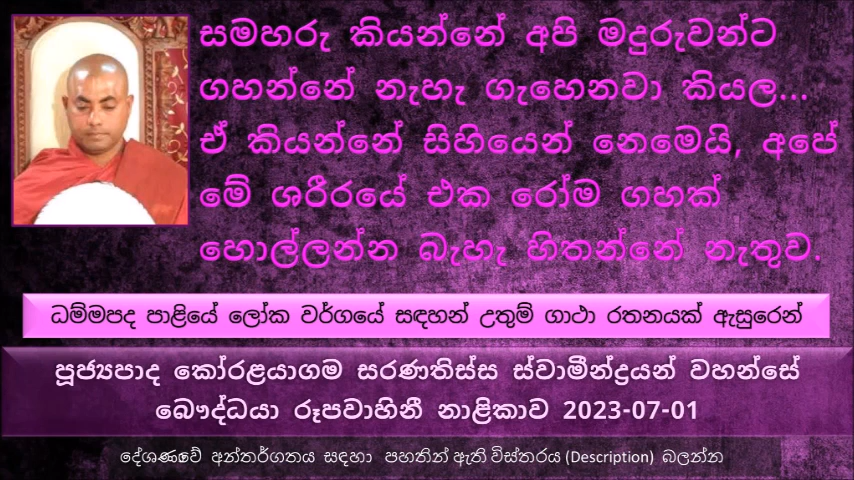 සමහරු කියන්නේ අපි මදුරුවන්ට
ගහන්නේ නැහැ ගැහෙනවා කියල...
ඒ කියන්නේ සිහියෙන් නෙමෙයි, අපේ
මේ ශරීරයේ එක රෝම ගහක්
හොල්ලන්න බැහැ හිතන්නේ නැතුව.
ධම්මපද පාළියේ ලෝක වර්ගයේ සඳහන් උතුම් ගාථා රතනයක් ඇසුරෙන්
පූජ්‍යපාද කෝරළයාගම සරණතිස්ස ස්වාමීන්ද්‍රයන් වහන්සේ
බෞද්ධයා රූපවාහිනී නාළිකාව 2023-07-01
දේශණාවේ අන්තර්ගතය සඳහා පහතින් ඇති විස්තරය (Description) බලන්න